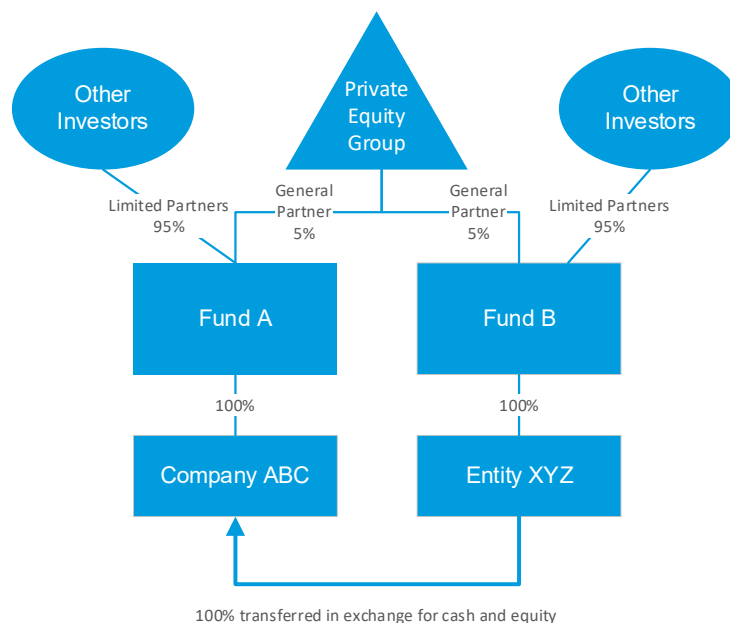 Other
Investors
Private
Equity
Group
Other
Investors
Limited Partners
95%
General
Partner
5%
General
Partner
5%
Limited Partners
95%
Fund A
Fund B
100%
100%
Company ABC
Entity XYZ
100% transferred in exchange for cash and equity